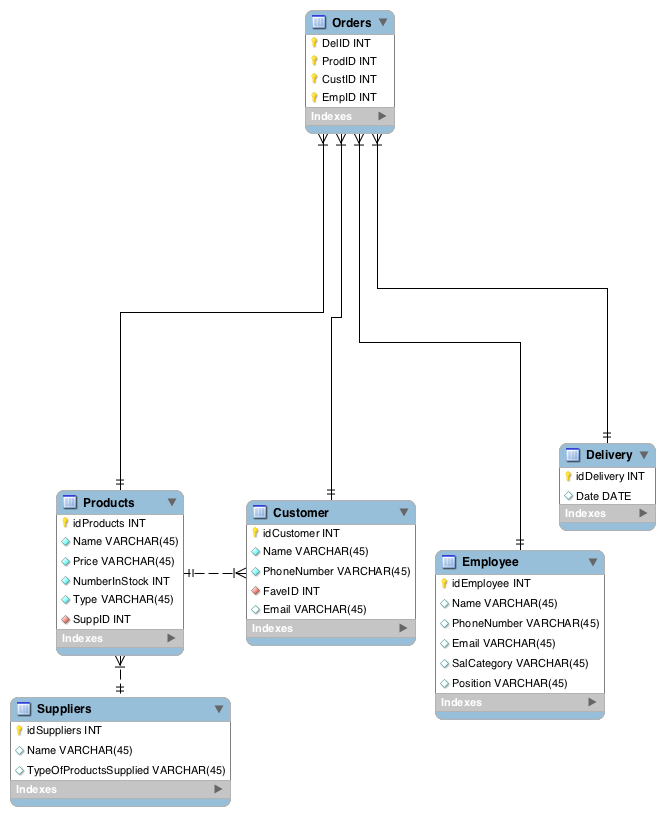 Orders
DelID INT
ProdID INT
CustID INT
EmpID INT
Indexes
Products
idProducts INT
Name VARCHAR(45)
Price VARCHAR(45)
NumberInStock INT
Type VARCHAR(45)
SuppID INT
Indexes
Customer
idCustomer INT
Name VARCHAR(45)
PhoneNumber VARCHAR(45)
FaveID INT
Email VARCHAR(45)
Indexes
Employee
idEmployee INT
Name VARCHAR(45)
PhoneNumber VARCHAR(45)
Email VARCHAR(45)
SalCategory VARCHAR(45)
Position VARCHAR(45)
Indexes
Delivery
idDelivery INT
Date DATE
Indexes
Suppliers
idSuppliers INT
Name VARCHAR(45)
TypeOfProductsSupplied VARCHAR(45)
Indexes